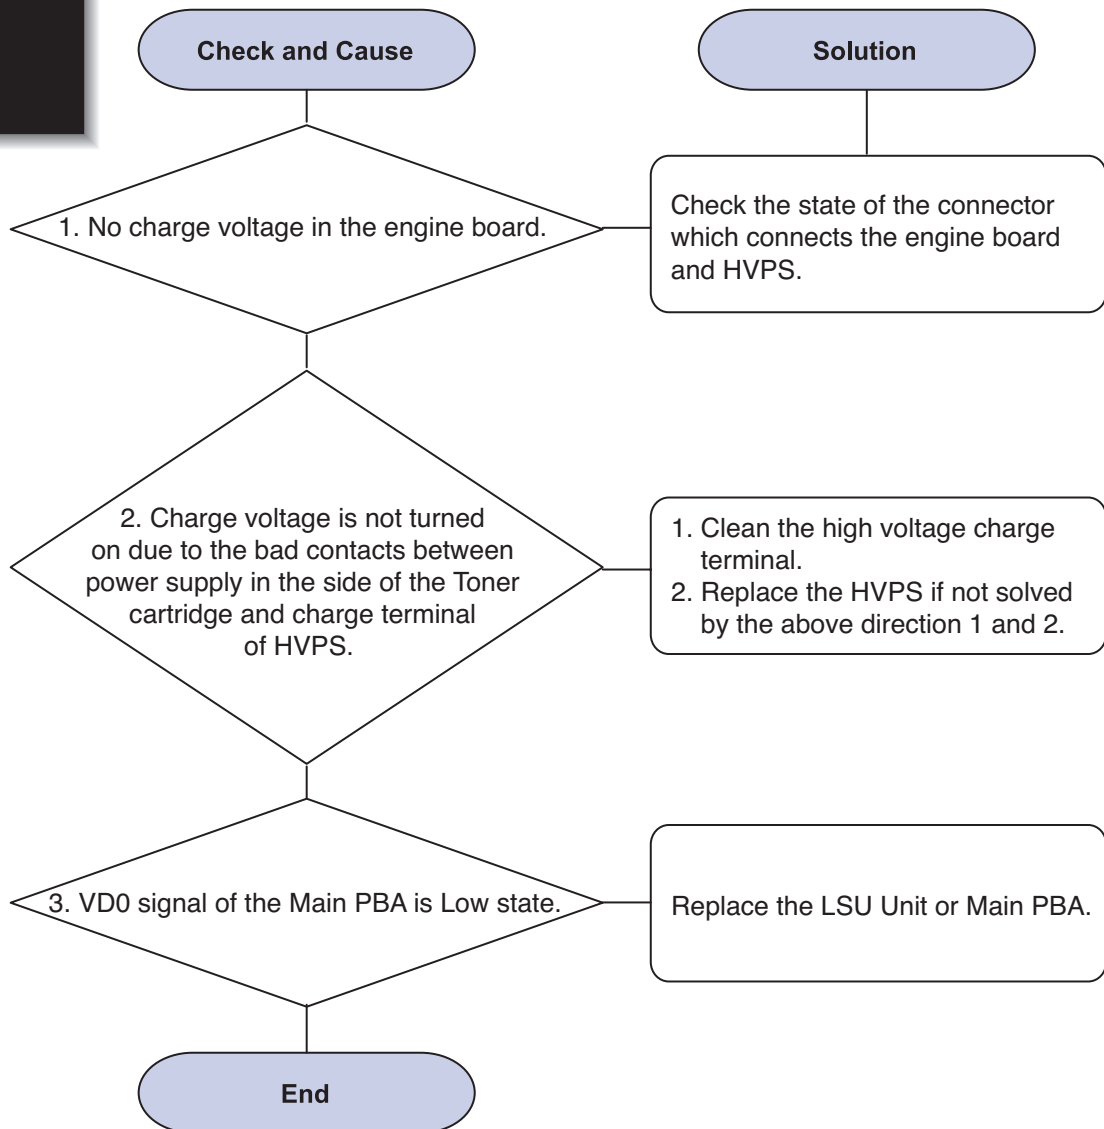 Check and Cause
Solution
1. No charge voltage in the engine board.
Check the state of the connector
which connects the engine board
and HVPS.
2. Charge voltage is not turned
on due to the bad contacts between
power supply in the side of the Toner
cartridge and charge terminal
of HVPS.
1. Clean the high voltage charge
terminal.
2. Replace the HVPS if not solved
by the above direction 1 and 2.
3. VD0 signal of the Main PBA is Low state.
Replace the LSU Unit or Main PBA.
End